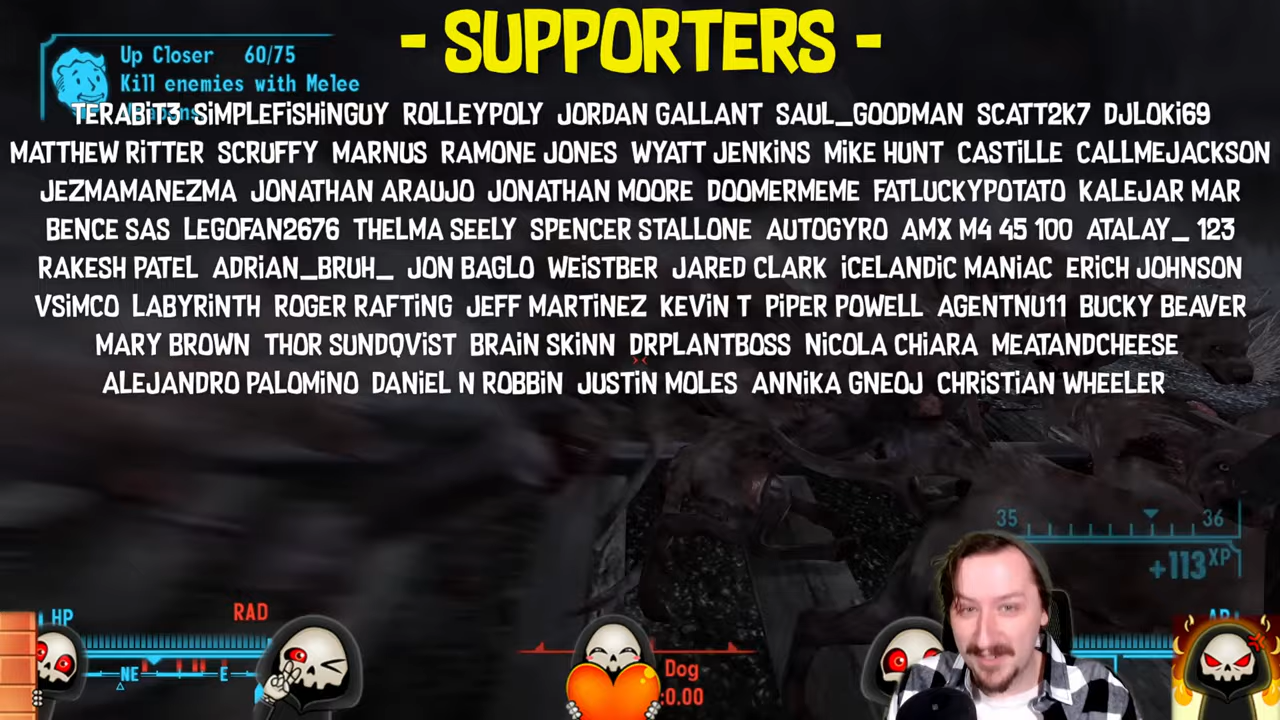 - SUPPORTERS -
Up Closer 60/75
Kill enemies with Melee
TERABiT3 SiMPLEFiSHiNGUY ROLLEYPOLY JORDAN GALLANT SAUL_GOODMAN SCATT2K7 DJLOKi69
MATTHEW RiTTER SCRUFFY MARNUS RAMONE JONES WYATT JENKiNS MiKE HUNT CASTiLLE CALLMEJACKSON
JEZMAMANEZMA JONATHAN ARAUJO JONATHAN MOORE DOOMERMEME FATLUCKYPOTATO KALEJAR MAR
BENCE SAS LEGOFAN2676 THELMA SEELY SPENCER STALLONE AUTOGYRO AMX M4 45 100 ATALAY_ 123
RAKESH PATEL ADRiAN_BRUH_ JON BAGLO WEiSTBER JARED CLARK iCELANDiC MANiAC ERiCH JOHNSON
VSiMCO LABYRiNTH ROGER RAFTiNG JEFF MARTiNEZ KEViN T PiPER POWELL AGENTNU11 BUCKY BEAVER
MARY BROWN THOR SUNDQViST BRAiN SKiNN DRPLANTBOSS NiCOLA CHiARA MEATANDCHEESE
ALEJANDRO PALOMiNO DANiEL N ROBBiN JUSTiN MOLES ANNiKA GNEOJ CHRiSTiAN WHEELER
35 36
+113 XP
HP RAD
NE E
Dog